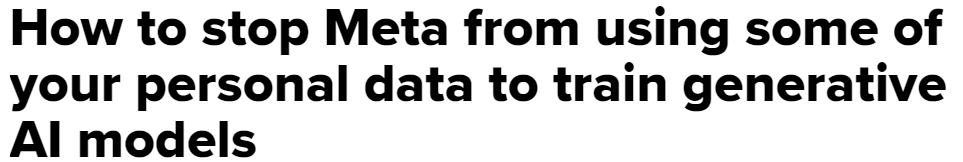 How to stop Meta from using some of
your personal data to train generative
AI models